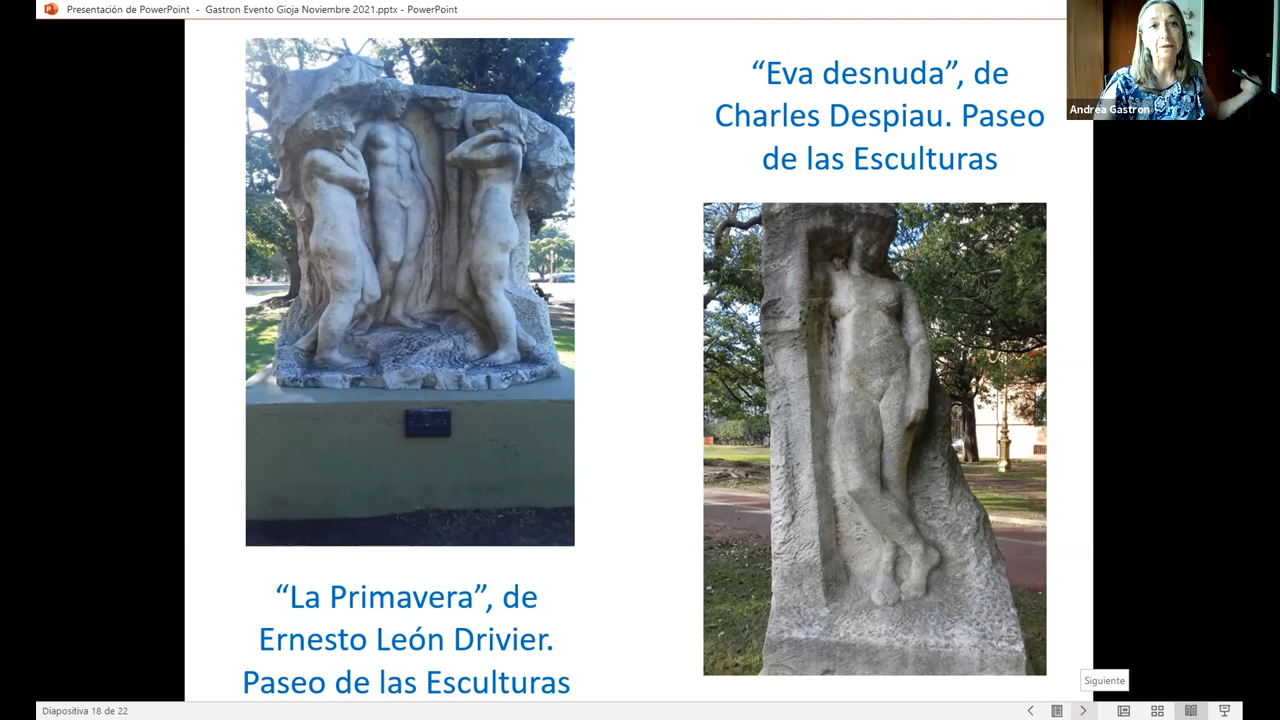 Presentación de PowerPoint - Gastron Evento Gioja Noviembre 2021.pptx - PowerPoint
“Eva desnuda”, de
Charles Despiau. Paseo
de las Esculturas
Andrea Gastron
“La Primavera”, de
Ernesto León Drivier.
Paseo de las Esculturas
Siguiente
Diapositiva 18 de 22